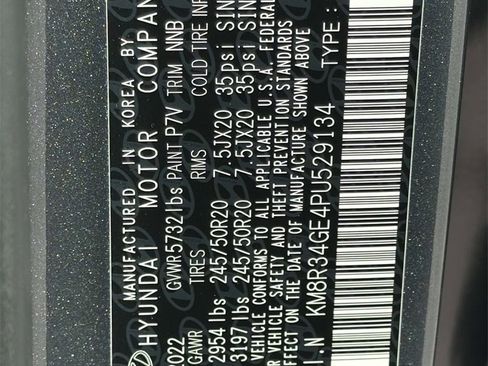 MANUFACTURED IN KOREA BY
HYUNDAI MOTOR COMPANY
2022 GVWR 5732 lbs PAINT P7V TRIM NNB
GAWR TIRES RIMS COLD TIRE INF
2954 lbs 245/50R20 7.5JX20 35psi SIN
3197 lbs 245/50R20 7.5JX20 35psi SIN
VEHICLE CONFORMS TO ALL APPLICABLE U.S.A. FEDERAL
VEHICLE SAFETY AND THEFT PREVENTION STANDARDS
EFFECT ON THE DATE OF MANUFACTURE SHOWN ABOVE
I.N KM8R34GE4PU529134